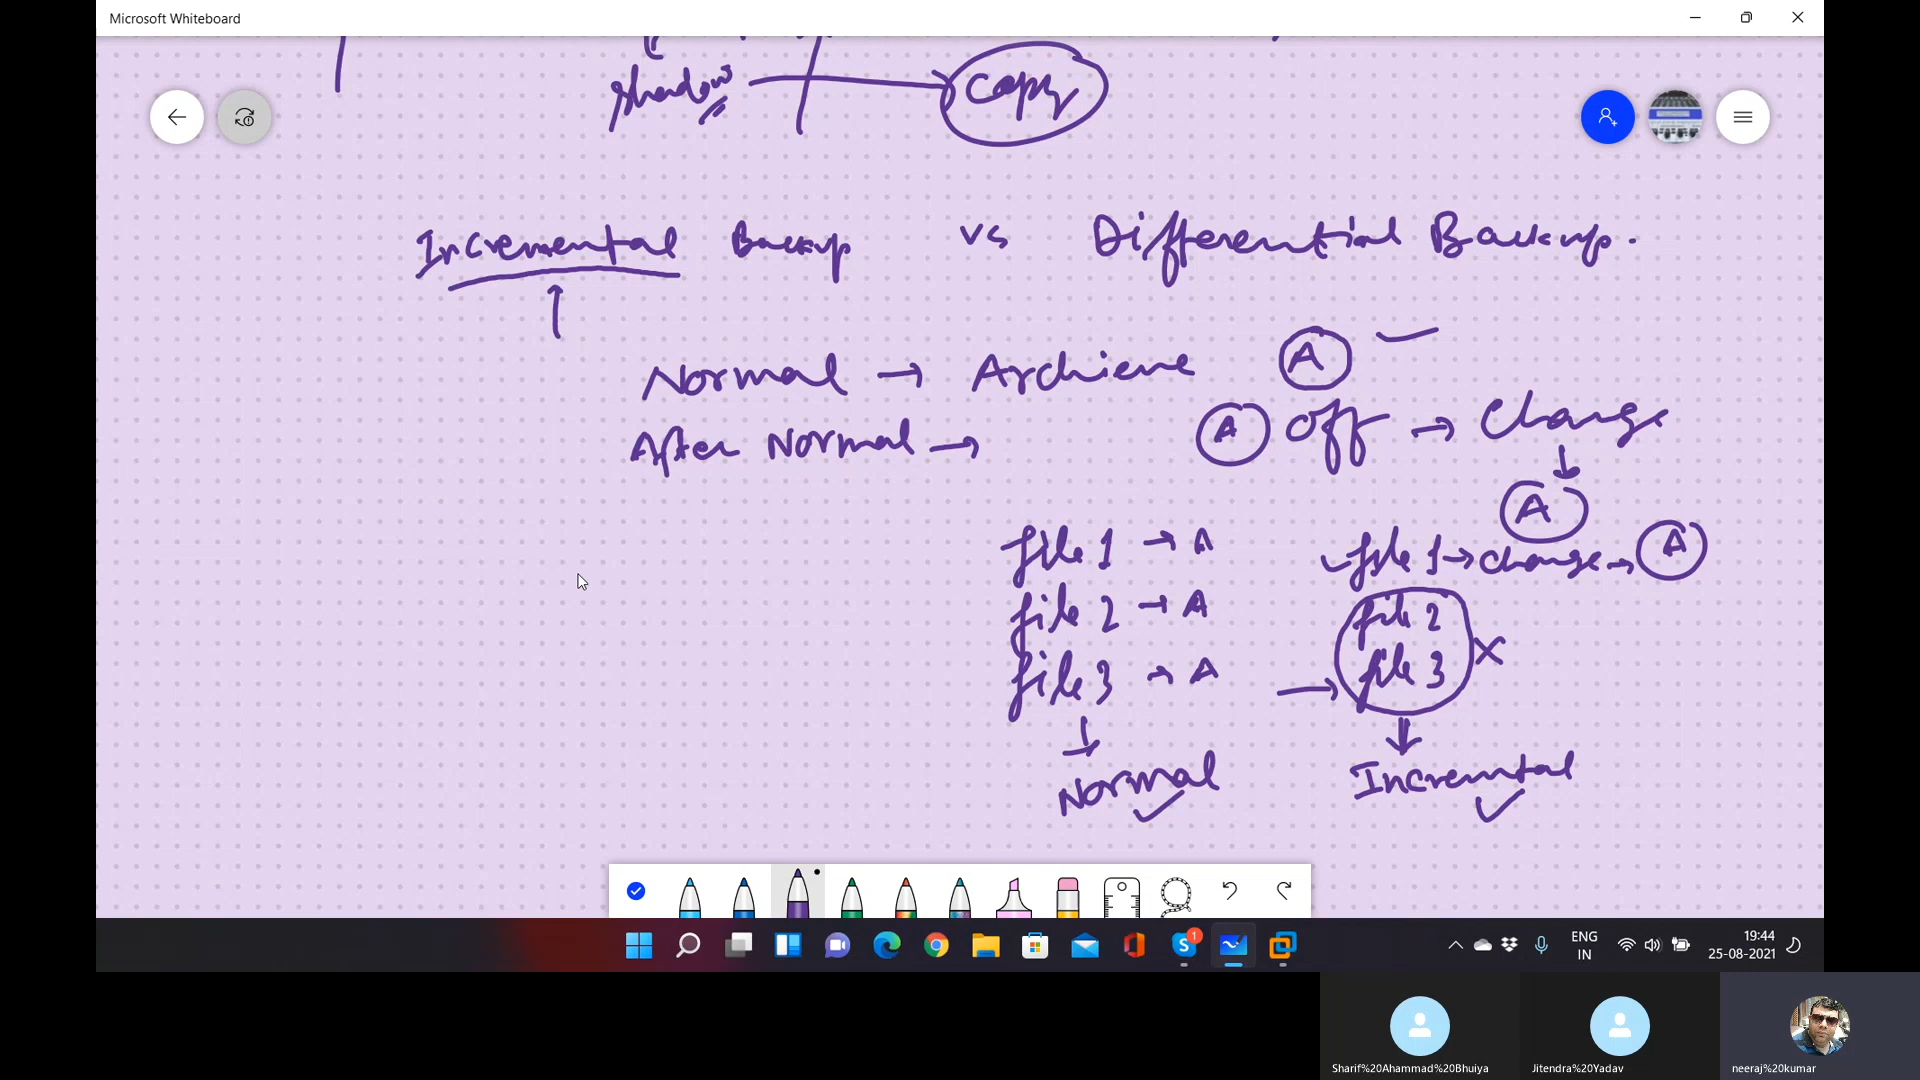 Microsoft Whiteboard
shadow → copy
Incremental Backup vs Differential Backup.
Normal → Archieve A
After Normal → A off → Change
A
file 1 → A file 1 → change → A
file 2 → A file 2
file 3 → A → file 3 X
Normal Incremntal
1
ENG
IN
19:44
25-08-2021
Sharif%20Ahammad%20Bhuiya Jitendra%20Yadav neeraj%20kumar